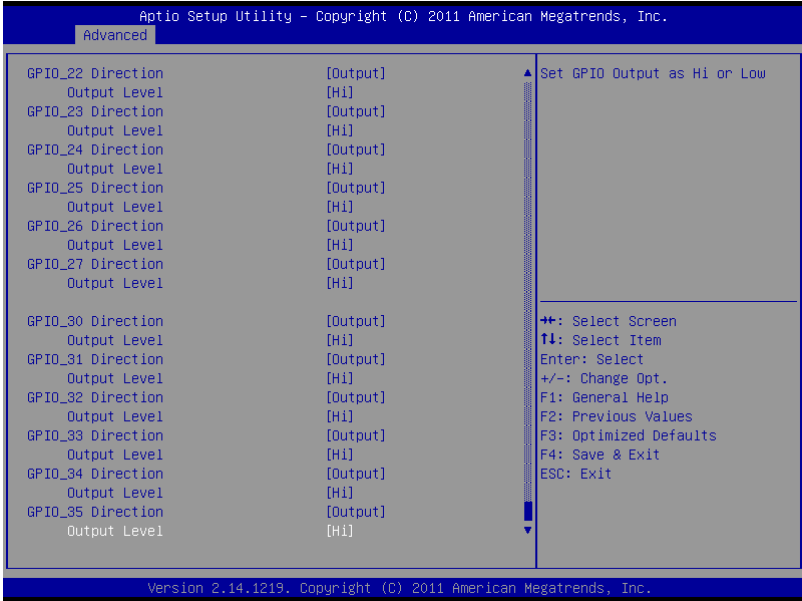 Aptio Setup Utility – Copyright (C) 2011 American Megatrends, Inc.
Advanced
GPIO_22 Direction [Output]
Output Level [Hi]
GPIO_23 Direction [Output]
Output Level [Hi]
GPIO_24 Direction [Output]
Output Level [Hi]
GPIO_25 Direction [Output]
Output Level [Hi]
GPIO_26 Direction [Output]
Output Level [Hi]
GPIO_27 Direction [Output]
Output Level [Hi]
GPIO_30 Direction [Output]
Output Level [Hi]
GPIO_31 Direction [Output]
Output Level [Hi]
GPIO_32 Direction [Output]
Output Level [Hi]
GPIO_33 Direction [Output]
Output Level [Hi]
GPIO_34 Direction [Output]
Output Level [Hi]
GPIO_35 Direction [Output]
Output Level [Hi]
Set GPIO Output as Hi or Low
→←: Select Screen
↑↓: Select Item
Enter: Select
+/-: Change Opt.
F1: General Help
F2: Previous Values
F3: Optimized Defaults
F4: Save & Exit
ESC: Exit
Version 2.14.1219. Copyright (C) 2011 American Megatrends, Inc.